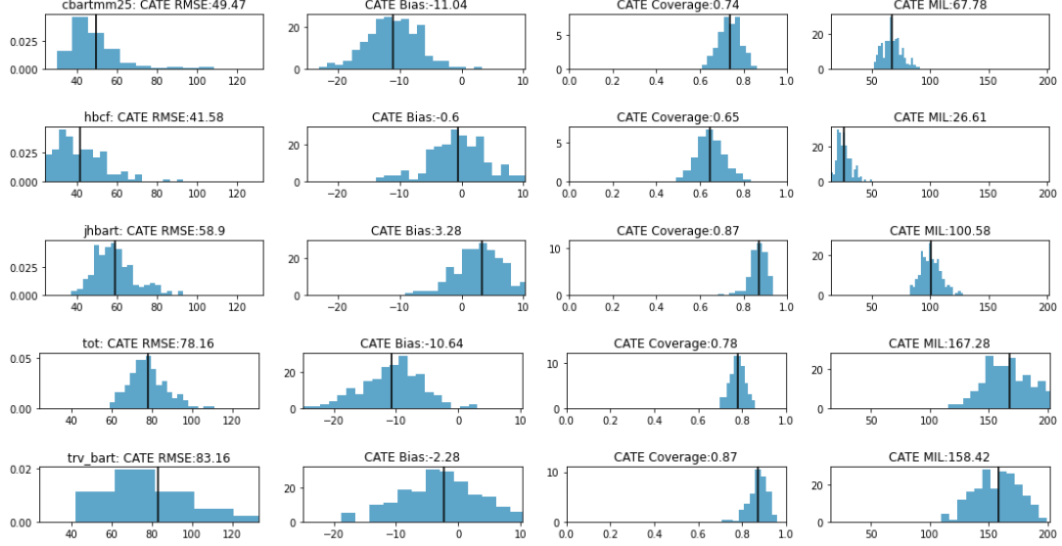 cbartmm25: CATE RMSE:49.47 CATE Bias:-11.04 CATE Coverage:0.74 CATE MIL:67.78
0.025 20 5 20
0.000 0 0 0
40 60 80 100 120 −20 −10 0 10 0.0 0.2 0.4 0.6 0.8 1.0 50 100 150 200
hbcf: CATE RMSE:41.58 CATE Bias:-0.6 CATE Coverage:0.65 CATE MIL:26.61
0.025 20 5 20
0.000 0 0 0
40 60 80 100 120 −20 −10 0 10 0.0 0.2 0.4 0.6 0.8 1.0 50 100 150 200
jhbart: CATE RMSE:58.9 CATE Bias:3.28 CATE Coverage:0.87 CATE MIL:100.58
0.025 20 10 20
0.000 0 0 0
40 60 80 100 120 −20 −10 0 10 0.0 0.2 0.4 0.6 0.8 1.0 50 100 150 200
tot: CATE RMSE:78.16 CATE Bias:-10.64 CATE Coverage:0.78 CATE MIL:167.28
0.05 20 10 20
0.00 0 0 0
40 60 80 100 120 −20 −10 0 10 0.0 0.2 0.4 0.6 0.8 1.0 50 100 150 200
trv_bart: CATE RMSE:83.16 CATE Bias:-2.28 CATE Coverage:0.87 CATE MIL:158.42
0.02 20 10 20
0.00 0 0 0
40 60 80 100 120 −20 −10 0 10 0.0 0.2 0.4 0.6 0.8 1.0 50 100 150 200